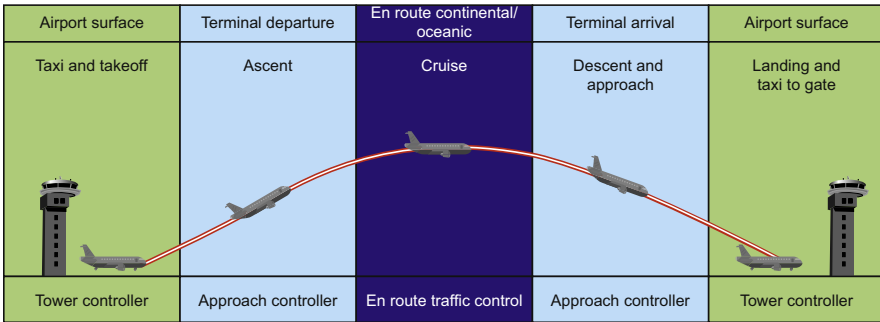 Airport surface
Terminal departure
En route continental/
oceanic
Terminal arrival
Airport surface
Taxi and takeoff
Ascent
Cruise
Descent and
approach
Landing and
taxi to gate
Tower controller
Approach controller
En route traffic control
Approach controller
Tower controller